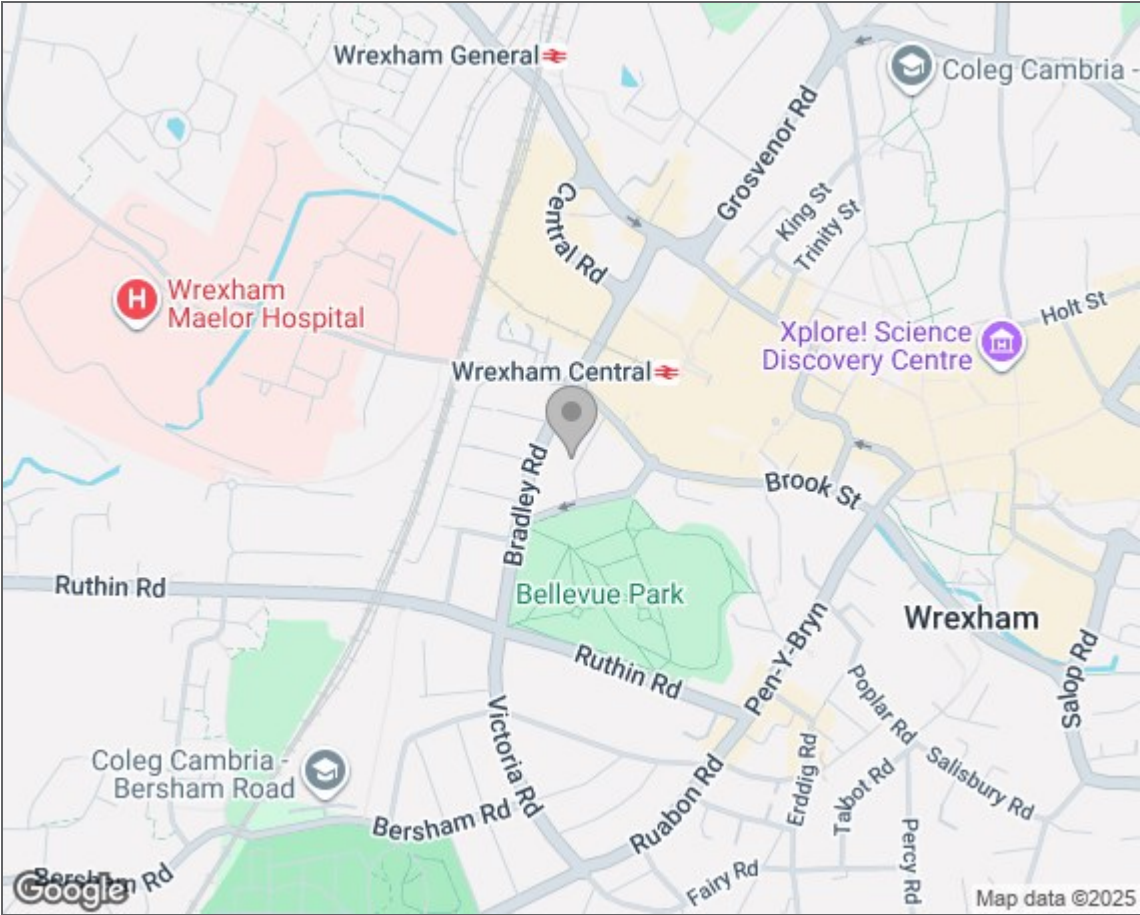 Wrexham General
Coleg Cambria -
Grosvenor Rd
King St
Trinity St
Central Rd
Wrexham
Maelor Hospital
Holt St
Xplore! Science
Discovery Centre
Wrexham Central
Bradley Rd
Brook St
Ruthin Rd
Bellevue Park
Wrexham
Pen-Y-Bryn
Ruthin Rd
Salop Rd
Poplar Rd
Victoria Rd
Coleg Cambria -
Bersham Road
Erddig Rd
Talbot Rd
Salisbury Rd
Ruabon Rd
Bersham Rd
Percy Rd
Fairy Rd
Bersham Rd
Google
Map data ©2025
H